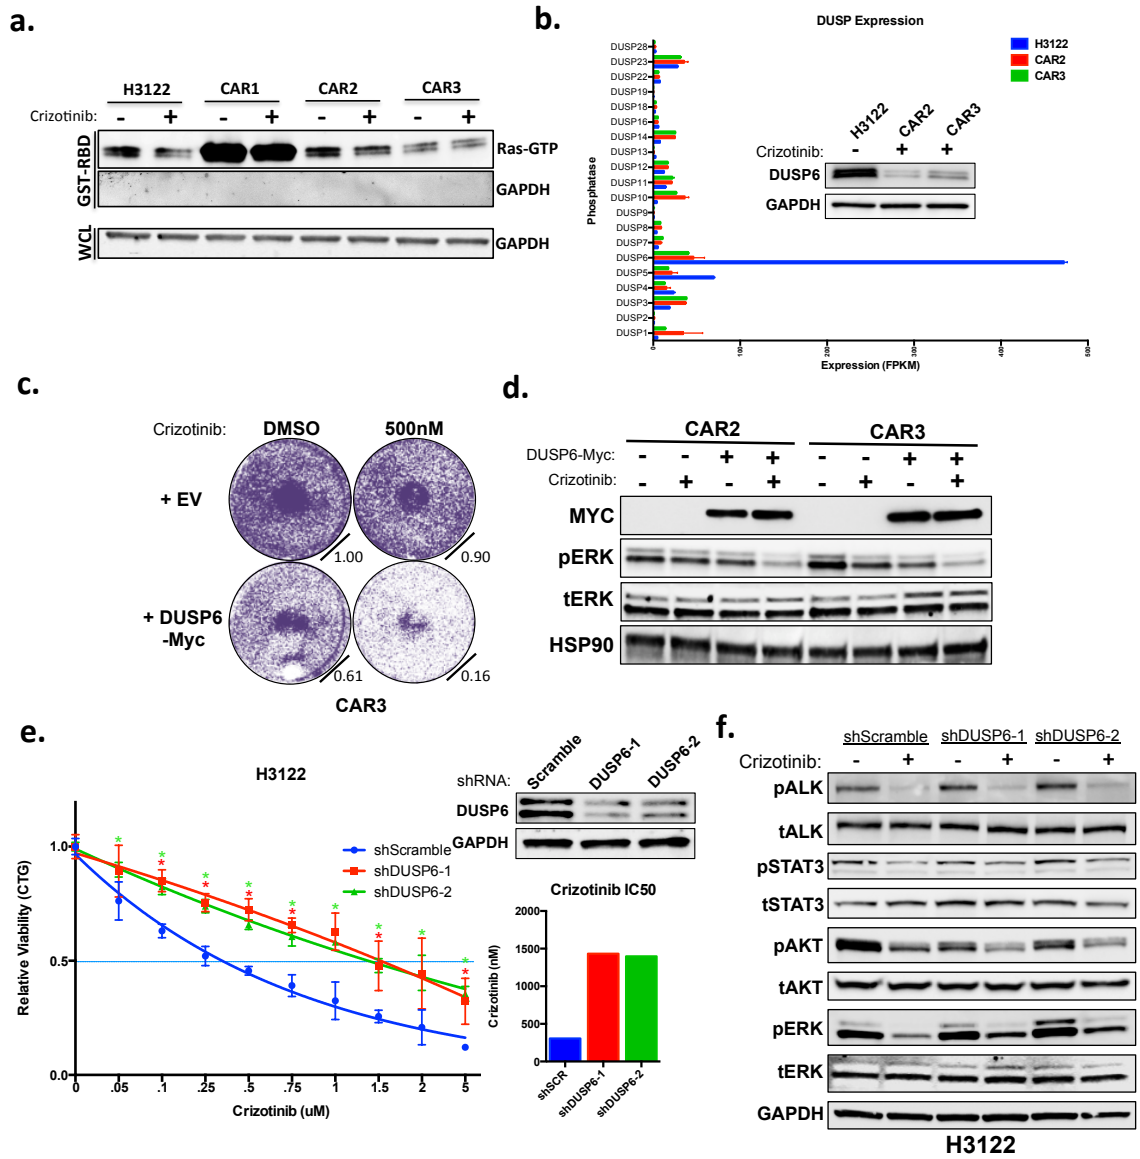 a.
H3122 CAR1 CAR2 CAR3
Crizotinib: - + - + - + - +
GST-RBD
Ras-GTP
GAPDH
WCL
GAPDH
b.
DUSP Expression
H3122
CAR2
CAR3
Phosphatase
DUSP28
DUSP23
DUSP22
DUSP19
DUSP18
DUSP16
DUSP14
DUSP13
DUSP12
DUSP11
DUSP10
DUSP9
DUSP8
DUSP7
DUSP6
DUSP5
DUSP4
DUSP3
DUSP2
DUSP1
0 100 200 300 400 500
Expression (FPKM)
H3122 CAR2 CAR3
Crizotinib: - + +
DUSP6
GAPDH
c.
Crizotinib: DMSO 500nM
+ EV
1.00 0.90
+ DUSP6
-Myc
0.61 0.16
CAR3
d.
CAR2 CAR3
DUSP6-Myc: - - + + - - + +
Crizotinib: - + - + - + - +
MYC
pERK
tERK
HSP90
e.
H3122
Relative Viability (CTG)
1.0
0.5
0.0
0 .05 .1 .25 .5 .75 1 1.5 2 5
Crizotinib (uM)
shScramble
shDUSP6-1
shDUSP6-2
* * * * * * * * * * * * * *
shRNA: Scramble DUSP6-1 DUSP6-2
DUSP6
GAPDH
Crizotinib IC50
Crizotinib (nM)
2000
1500
1000
500
0
shSCR shDUSP6-1 shDUSP6-2
f.
shScramble shDUSP6-1 shDUSP6-2
Crizotinib: - + - + - +
pALK
tALK
pSTAT3
tSTAT3
pAKT
tAKT
pERK
tERK
GAPDH
H3122